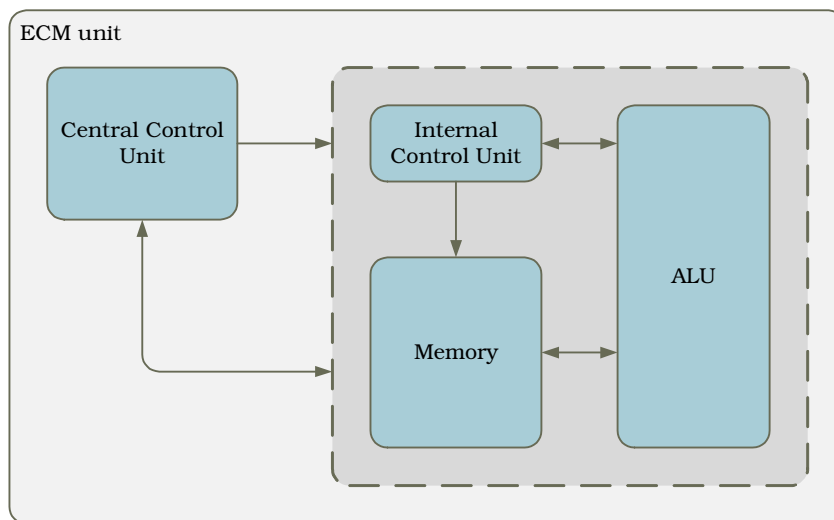 ECM unit
Central Control
Unit
Internal
Control Unit
ALU
Memory